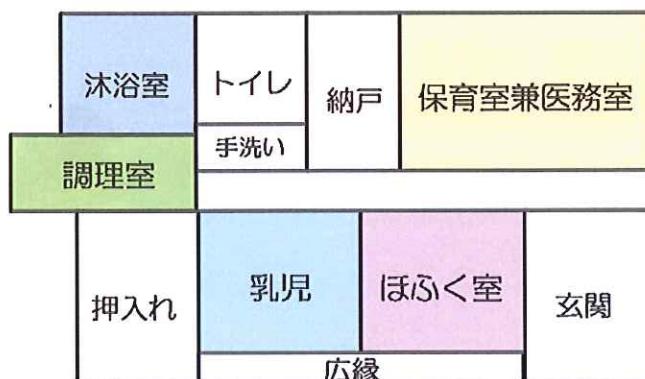 沐浴室
トイレ
納戸
保育室兼医務室
手洗い
調理室
押入れ
乳児
ほふく室
玄関
広縁